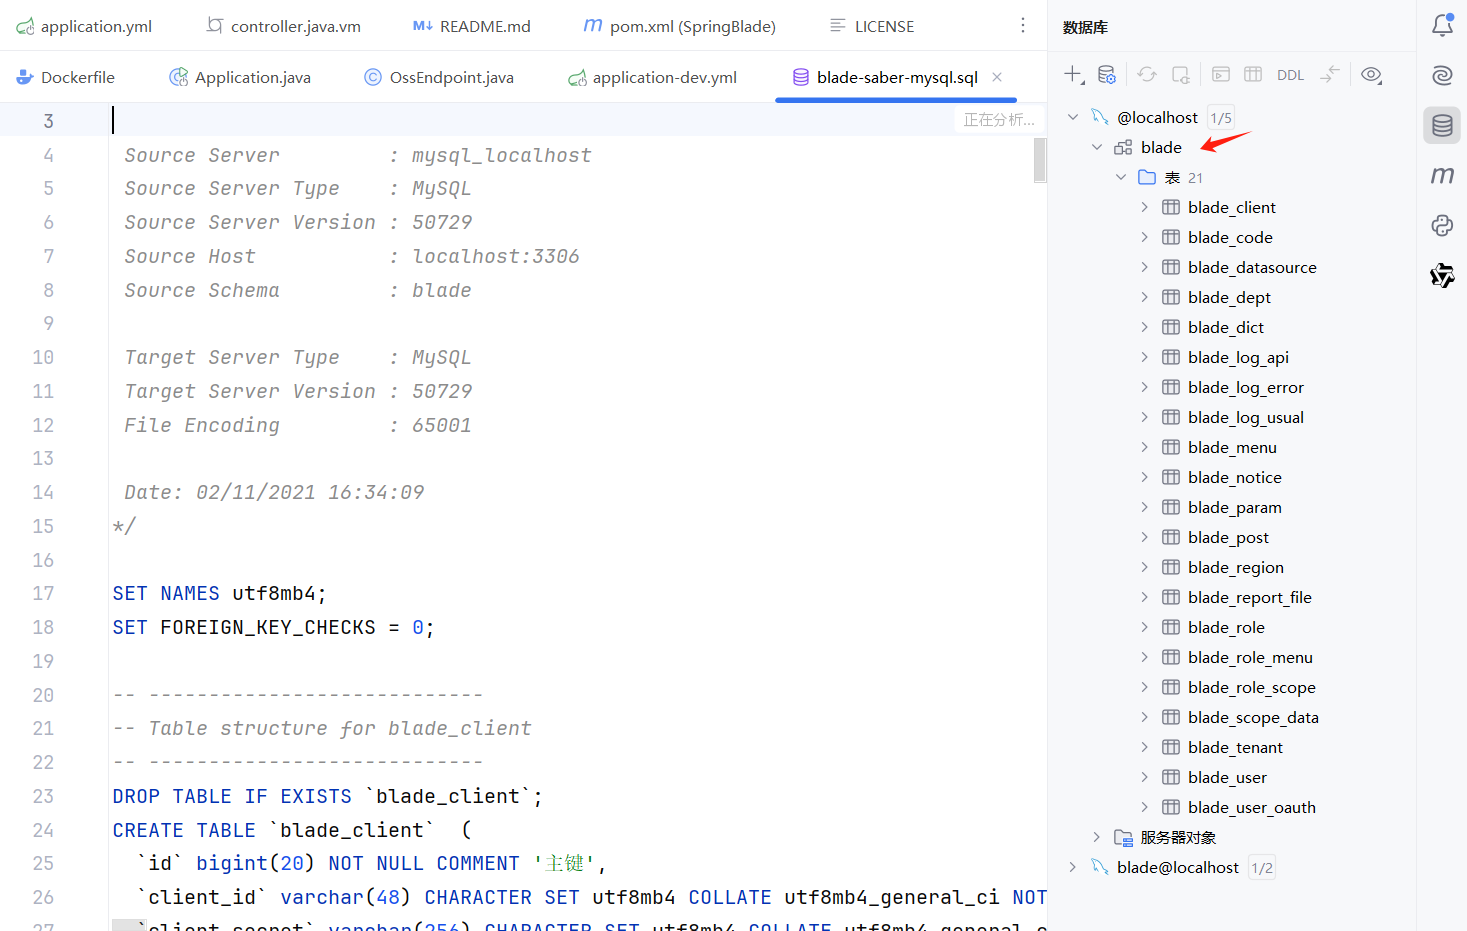 application.yml controller.java.vm M↓ README.md m pom.xml (SpringBlade) LICENSE
Dockerfile Application.java OssEndpoint.java application-dev.yml blade-saber-mysql.sql
正在分析...
3
4 Source Server : mysql_localhost
5 Source Server Type : MySQL
6 Source Server Version : 50729
7 Source Host : localhost:3306
8 Source Schema : blade
9
10 Target Server Type : MySQL
11 Target Server Version : 50729
12 File Encoding : 65001
13
14 Date: 02/11/2021 16:34:09
15 */
16
17 SET NAMES utf8mb4;
18 SET FOREIGN_KEY_CHECKS = 0;
19
20 -- ----------------------------
21 -- Table structure for blade_client
22 -- ----------------------------
23 DROP TABLE IF EXISTS `blade_client`;
24 CREATE TABLE `blade_client` (
25 `id` bigint(20) NOT NULL COMMENT '主键',
26 `client_id` varchar(48) CHARACTER SET utf8mb4 COLLATE utf8mb4_general_ci NOT
27 `client_secret` varchar(256) CHARACTER SET utf8mb4 COLLATE utf8mb4_general_c
数据库
DDL
@localhost 1/5
blade
表 21
blade_client
blade_code
blade_datasource
blade_dept
blade_dict
blade_log_api
blade_log_error
blade_log_usual
blade_menu
blade_notice
blade_param
blade_post
blade_region
blade_report_file
blade_role
blade_role_menu
blade_role_scope
blade_scope_data
blade_tenant
blade_user
blade_user_oauth
服务器对象
blade@localhost 1/2
m